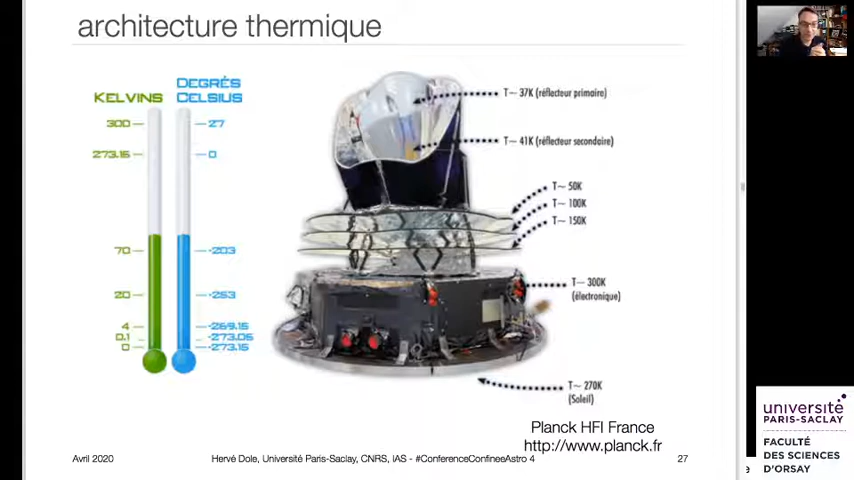 architecture thermique
KELVINS
DEGRÉS
CELSIUS
300
27
273.15
0
70
-203
20
-253
4
-269.15
0.1
-273.05
0
-273.15
T~ 37K (réflecteur primaire)
T~ 41K (réflecteur secondaire)
T~ 50K
T~ 100K
T~ 150K
T~ 300K
(électronique)
T~ 270K
(Soleil)
Planck HFI France
http://www.planck.fr
Avril 2020
Hervé Dole, Université Paris-Saclay, CNRS, IAS - #ConferenceConfineeAstro 4
27
université
PARIS-SACLAY
FACULTÉ
DES SCIENCES
D'ORSAY
e